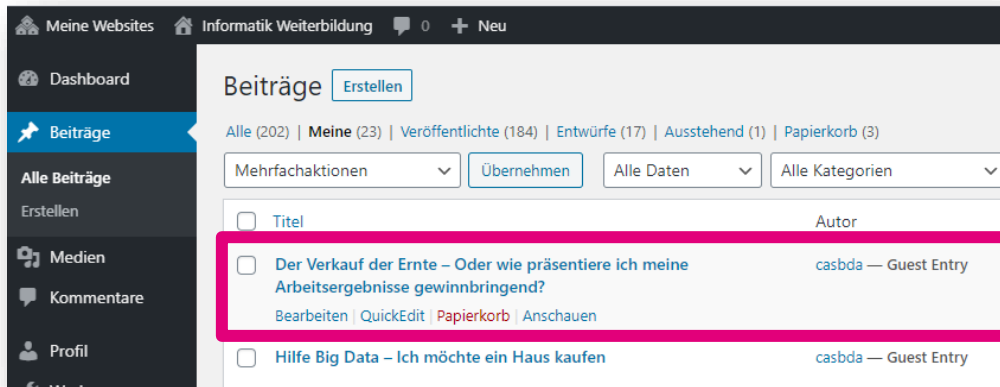 Meine Websites Informatik Weiterbildung 0 + Neu
Dashboard
Beiträge
Alle Beiträge
Erstellen
Medien
Kommentare
Profil
Beiträge Erstellen
Alle (202) | Meine (23) | Veröffentlichte (184) | Entwürfe (17) | Ausstehend (1) | Papierkorb (3)
Mehrfachaktionen Übernehmen Alle Daten Alle Kategorien
Titel Autor
Der Verkauf der Ernte – Oder wie präsentiere ich meine casbda — Guest Entry
Arbeitsergebnisse gewinnbringend?
Bearbeiten | QuickEdit | Papierkorb | Anschauen
Hilfe Big Data – Ich möchte ein Haus kaufen casbda — Guest Entry